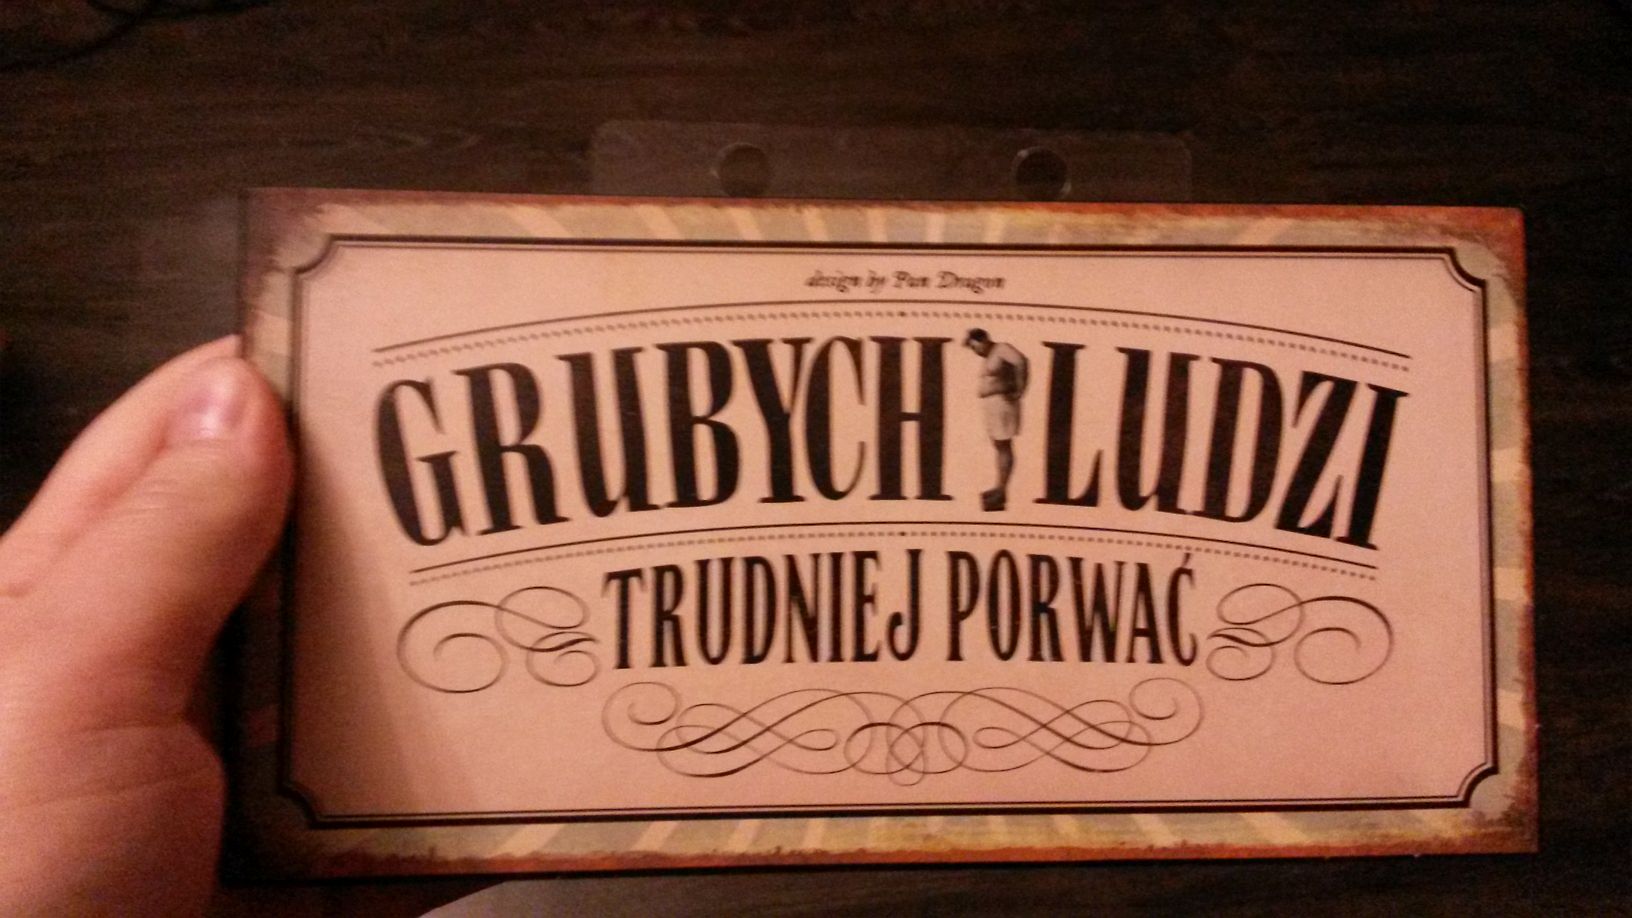 design by Pan Dragon
GRUBYCH LUDZI
TRUDNIEJ PORWAĆ